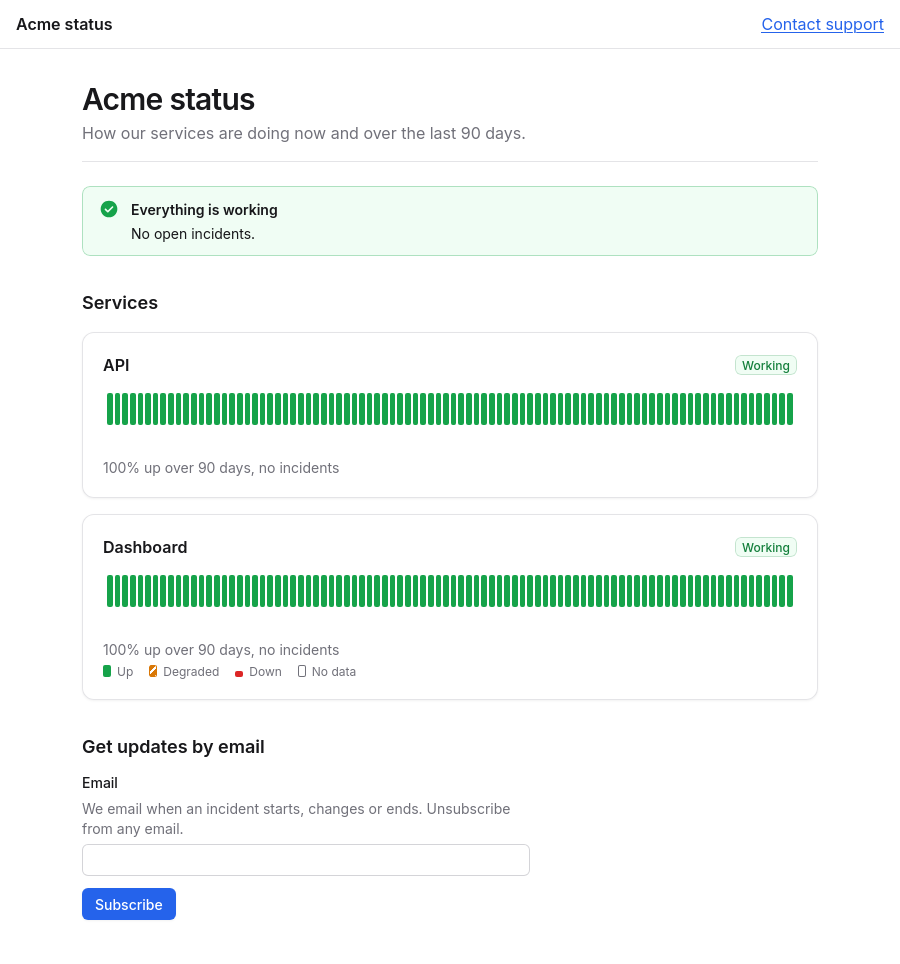 Acme status
Contact support
Acme status
How our services are doing now and over the last 90 days.
Everything is working
No open incidents.
Services
API
Working
100% up over 90 days, no incidents
Dashboard
Working
100% up over 90 days, no incidents
Up
Degraded
Down
No data
Get updates by email
Email
We email when an incident starts, changes or ends. Unsubscribe
from any email.
Subscribe